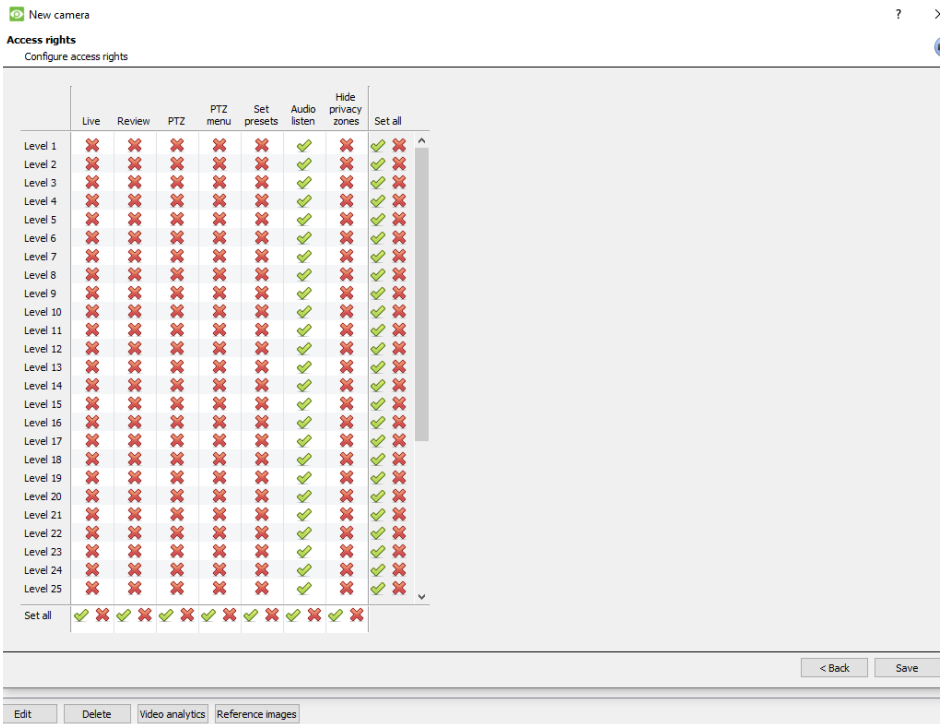 New camera
?
Access rights
Configure access rights
Live Review PTZ PTZ menu Set presets Audio listen Hide privacy zones Set all
Level 1
Level 2
Level 3
Level 4
Level 5
Level 6
Level 7
Level 8
Level 9
Level 10
Level 11
Level 12
Level 13
Level 14
Level 15
Level 16
Level 17
Level 18
Level 19
Level 20
Level 21
Level 22
Level 23
Level 24
Level 25
Set all
< Back Save
Edit Delete Video analytics Reference images